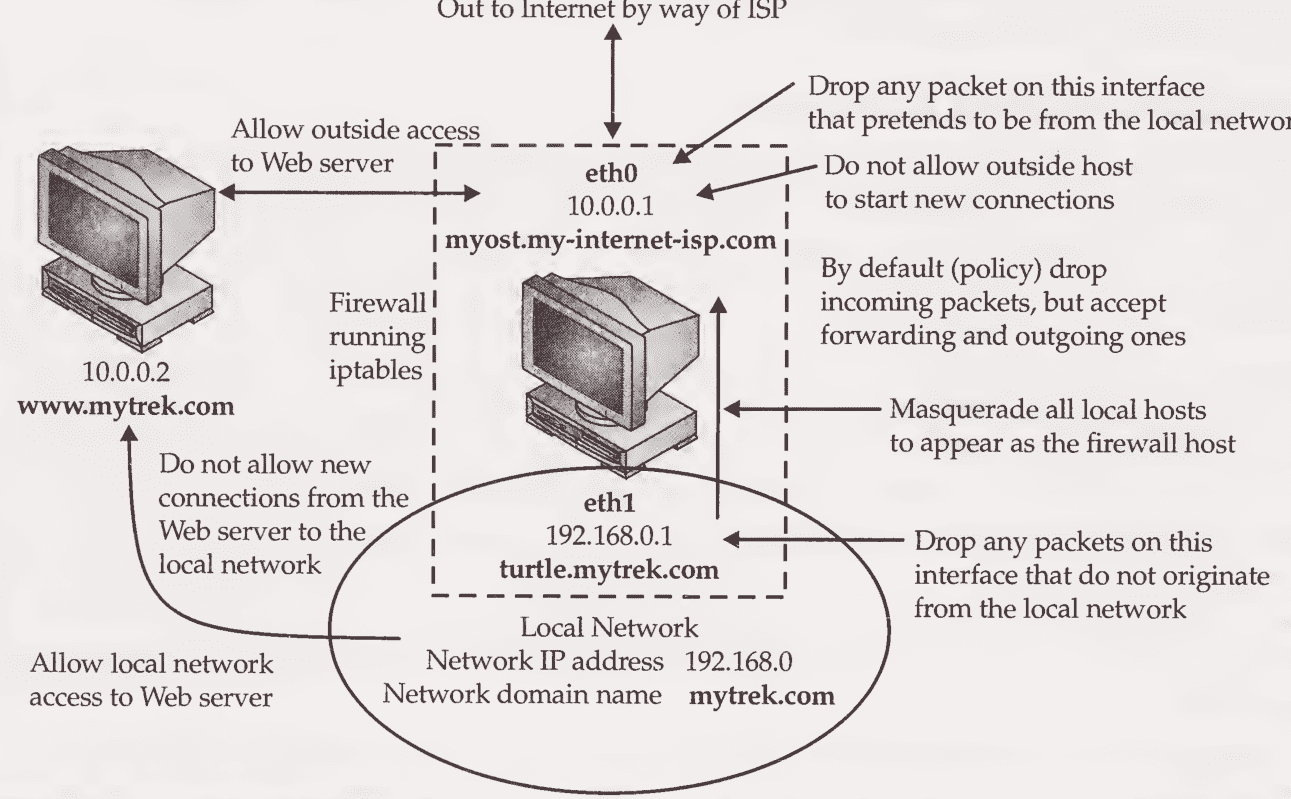 Out to Internet by way of ISP
Drop any packet on this interface
that pretends to be from the local networ
Allow outside access
to Web server
eth0
10.0.0.1
myost.my-internet-isp.com
Do not allow outside host
to start new connections
By default (policy) drop
incoming packets, but accept
forwarding and outgoing ones
Firewall
running
iptables
10.0.0.2
www.mytrek.com
Masquerade all local hosts
to appear as the firewall host
Do not allow new
connections from the
Web server to the
local network
eth1
192.168.0.1
turtle.mytrek.com
Drop any packets on this
interface that do not originate
from the local network
Local Network
Network IP address 192.168.0
Network domain name mytrek.com
Allow local network
access to Web server